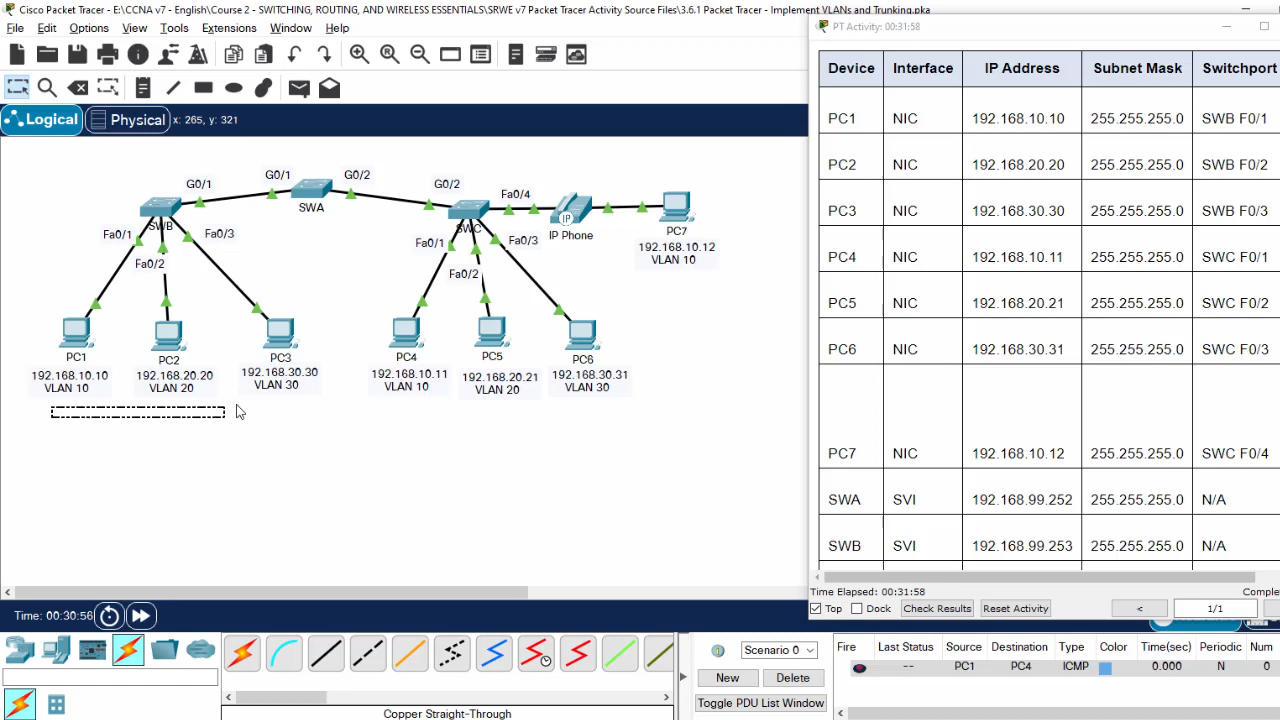 Cisco Packet Tracer - E:\CCNA v7 - English\Course 2 - SWITCHING, ROUTING, AND WIRELESS ESSENTIALS\SRWE v7 Packet Tracer Activity Source Files\3.6.1 Packet Tracer - Implement VLANs and Trunking.pka
File Edit Options View Tools Extensions Window Help
Logical Physical x: 265, y: 321
G0/1 G0/1 G0/2 G0/2 Fa0/4
SWA
SWB SWC IP IP Phone PC7
Fa0/1 Fa0/3 Fa0/1 Fa0/3
192.168.10.12
VLAN 10
Fa0/2 Fa0/2
PC1 PC2 PC3 PC4 PC5 PC6
192.168.10.10 192.168.20.20 192.168.30.30 192.168.10.11 192.168.20.21 192.168.30.31
VLAN 10 VLAN 20 VLAN 30 VLAN 10 VLAN 20 VLAN 30
PT Activity: 00:31:58
Device Interface IP Address Subnet Mask Switchport
PC1 NIC 192.168.10.10 255.255.255.0 SWB F0/1
PC2 NIC 192.168.20.20 255.255.255.0 SWB F0/2
PC3 NIC 192.168.30.30 255.255.255.0 SWB F0/3
PC4 NIC 192.168.10.11 255.255.255.0 SWC F0/1
PC5 NIC 192.168.20.21 255.255.255.0 SWC F0/2
PC6 NIC 192.168.30.31 255.255.255.0 SWC F0/3
PC7 NIC 192.168.10.12 255.255.255.0 SWC F0/4
SWA SVI 192.168.99.252 255.255.255.0 N/A
SWB SVI 192.168.99.253 255.255.255.0 N/A
Time Elapsed: 00:31:58 Comple
Top Dock Check Results Reset Activity < 1/1
Time: 00:30:56
Scenario 0
New Delete
Toggle PDU List Window
Fire Last Status Source Destination Type Color Time(sec) Periodic Num
-- PC1 PC4 ICMP 0.000 N 0
Copper Straight-Through